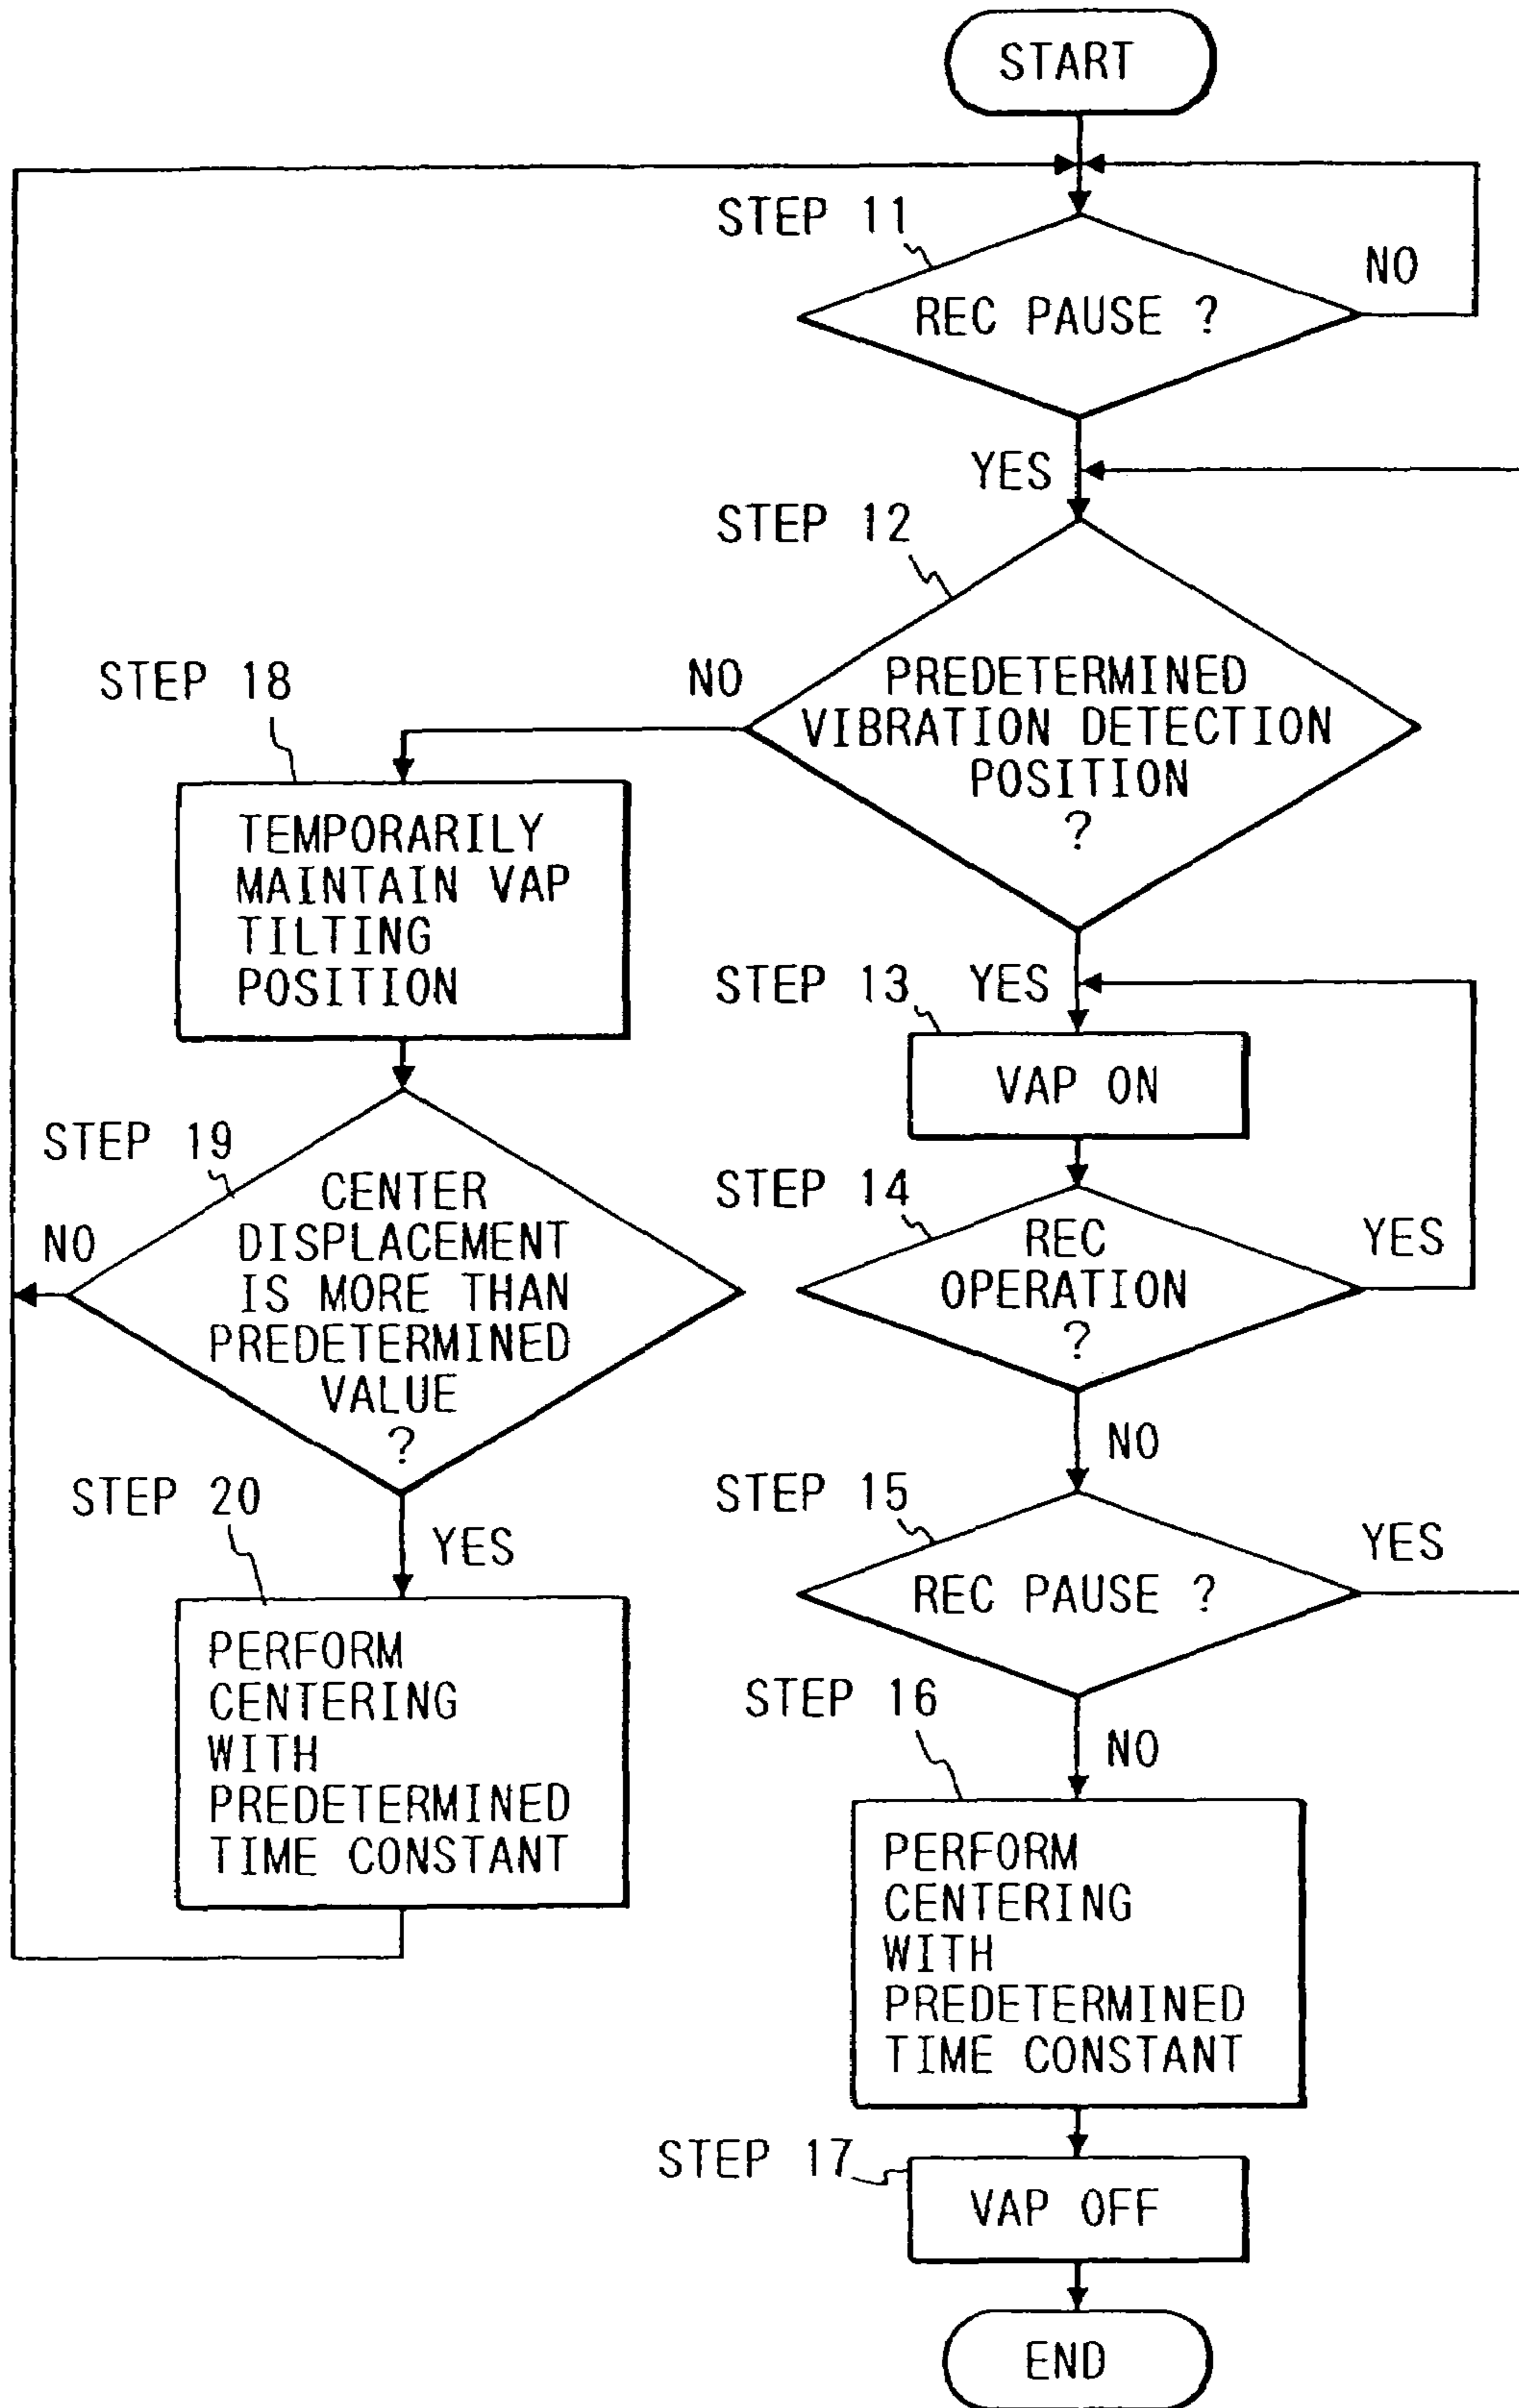 START
STEP 11
REC PAUSE ?
NO
YES
STEP 12
PREDETERMINED
VIBRATION DETECTION
POSITION
?
NO
STEP 18
TEMPORARILY
MAINTAIN VAP
TILTING
POSITION
STEP 19
CENTER
DISPLACEMENT
IS MORE THAN
PREDETERMINED
VALUE
?
NO
YES
STEP 20
PERFORM
CENTERING
WITH
PREDETERMINED
TIME CONSTANT
YES
STEP 13
VAP ON
STEP 14
REC
OPERATION
?
YES
NO
STEP 15
REC PAUSE ?
YES
NO
STEP 16
PERFORM
CENTERING
WITH
PREDETERMINED
TIME CONSTANT
STEP 17
VAP OFF
END